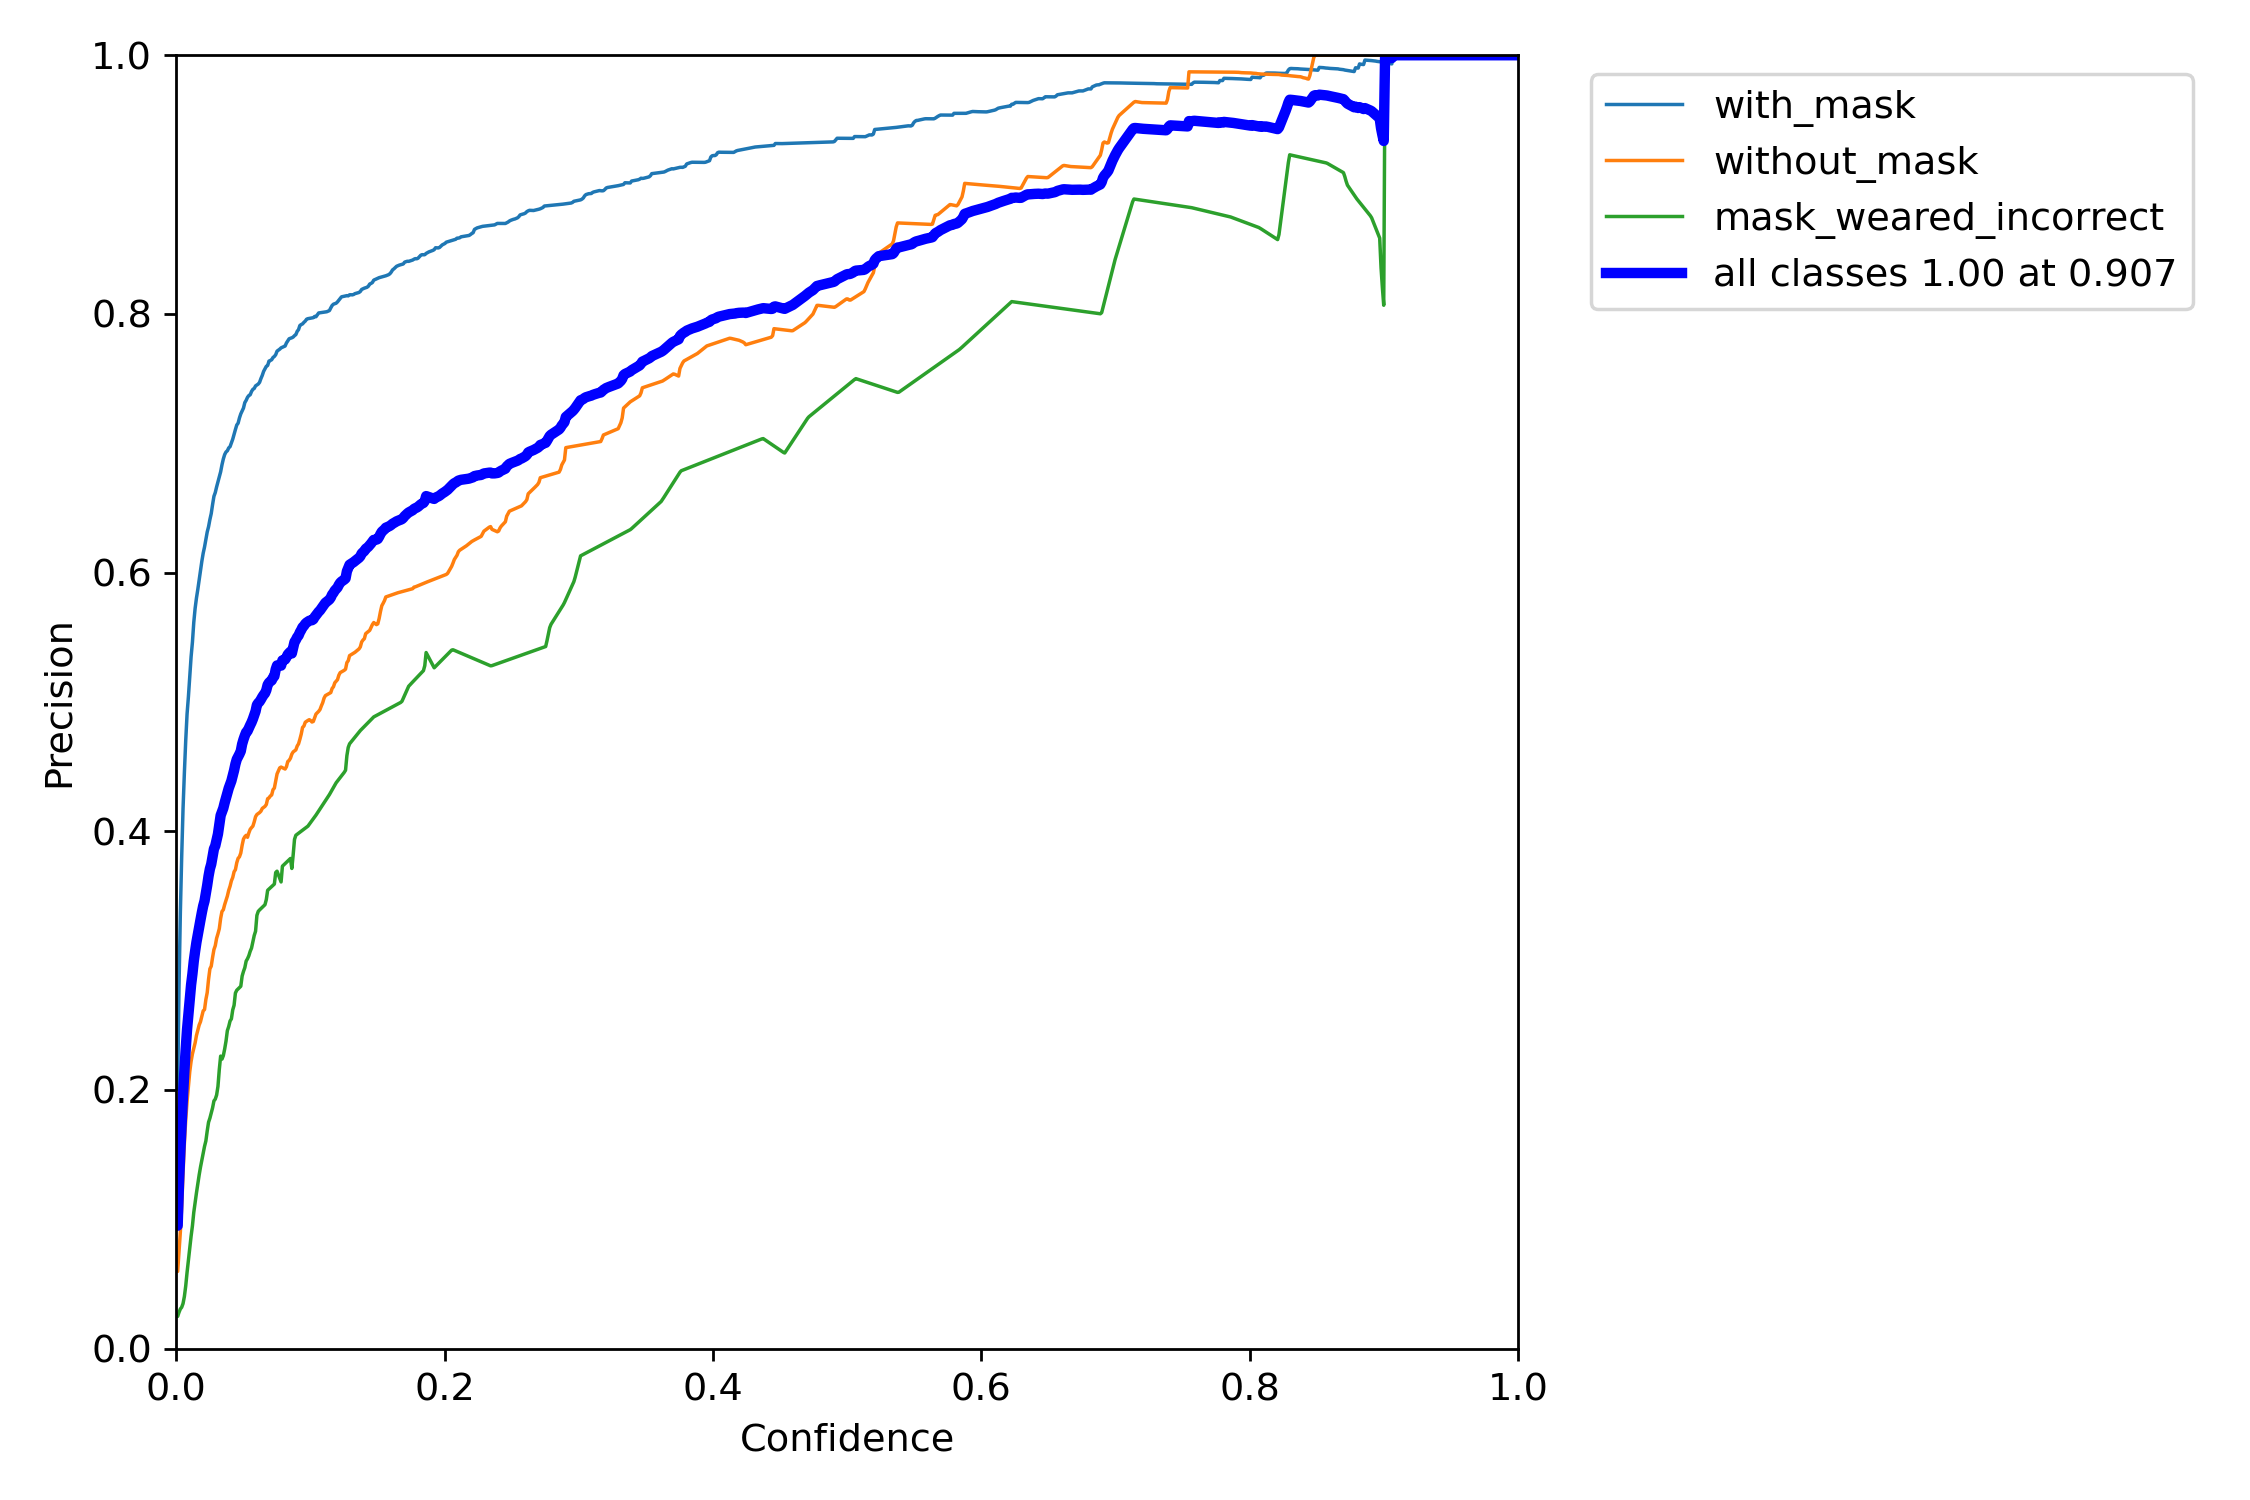 1.0
0.8
0.6
0.4
0.2
0.0
Precision
0.0 0.2 0.4 0.6 0.8 1.0
Confidence
with_mask
without_mask
mask_weared_incorrect
all classes 1.00 at 0.907